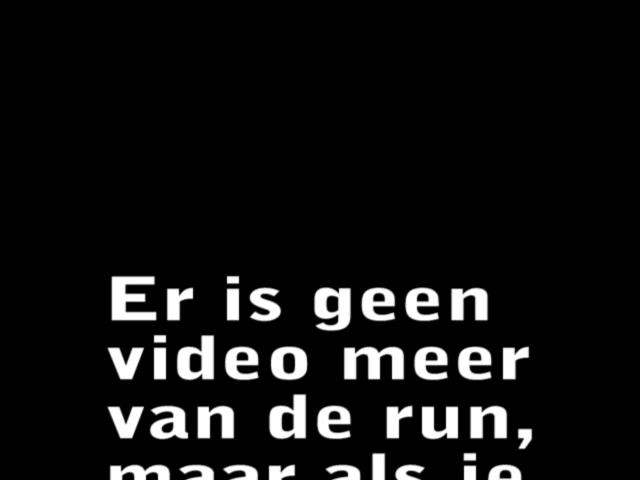 Er is geen
video meer
van de run,
maar als je